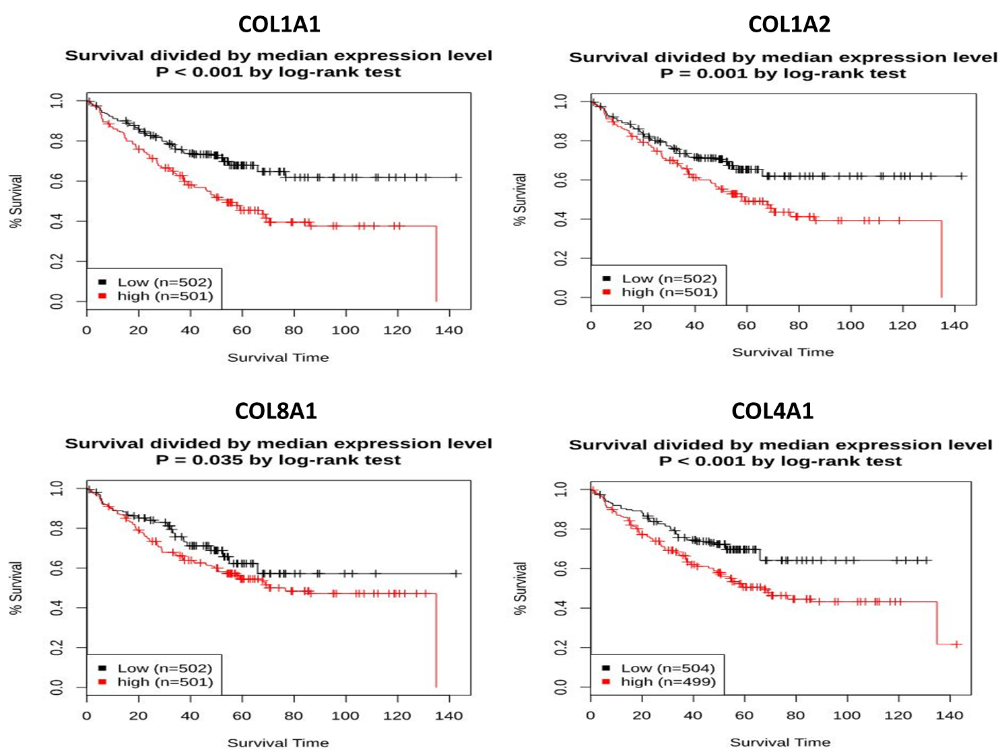 COL1A1
Survival divided by median expression level
P < 0.001 by log-rank test
% Survival
1.0
0.8
0.6
0.4
0.2
0.0
Low (n=502)
high (n=501)
0 20 40 60 80 100 120 140
Survival Time
COL1A2
Survival divided by median expression level
P = 0.001 by log-rank test
% Survival
1.0
0.8
0.6
0.4
0.2
0.0
Low (n=502)
high (n=501)
0 20 40 60 80 100 120 140
Survival Time
COL8A1
Survival divided by median expression level
P = 0.035 by log-rank test
% Survival
1.0
0.8
0.6
0.4
0.2
0.0
Low (n=502)
high (n=501)
0 20 40 60 80 100 120 140
Survival Time
COL4A1
Survival divided by median expression level
P < 0.001 by log-rank test
% Survival
1.0
0.8
0.6
0.4
0.2
0.0
Low (n=504)
high (n=499)
0 20 40 60 80 100 120 140
Survival Time